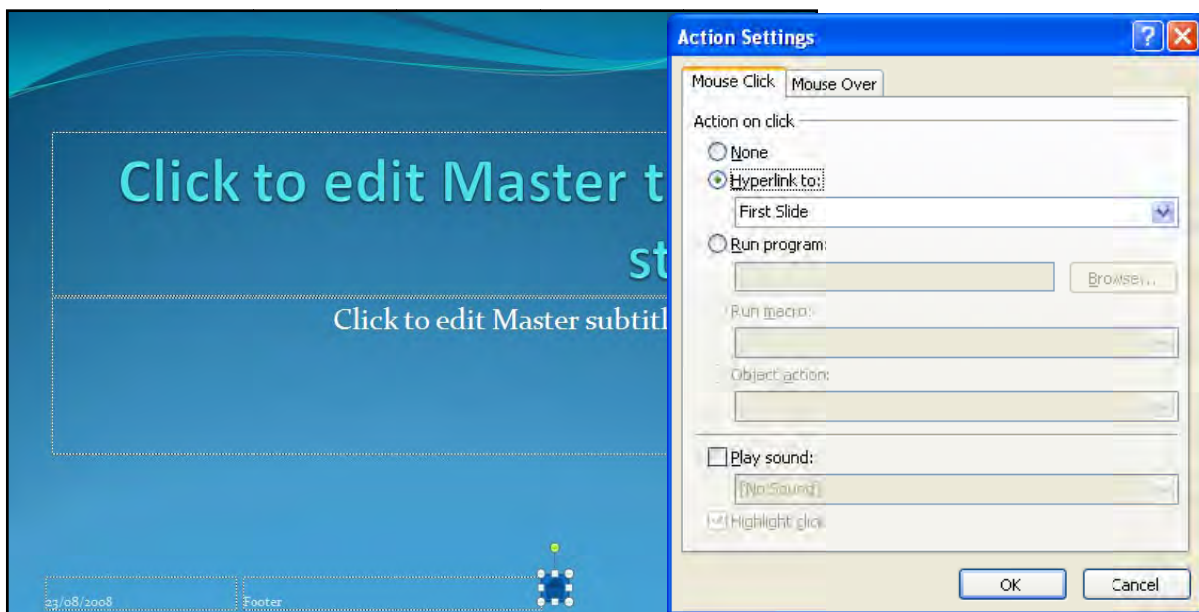 Click to edit Master t
st
Click to edit Master subtitl
23/08/2008
Footer
Action Settings
Mouse Click
Mouse Over
Action on click
None
Hyperlink to:
First Slide
Run program:
Browse...
Run macro:
Object action:
Play sound:
[No Sound]
Highlight click
OK
Cancel